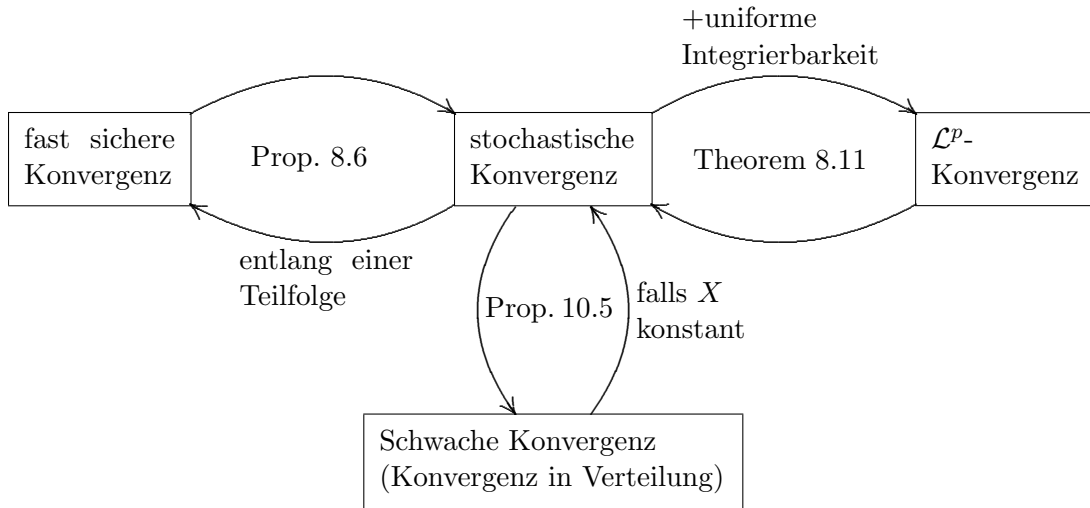 +uniforme
Integrierbarkeit
fast sichere
Konvergenz
Prop. 8.6
stochastische
Konvergenz
Theorem 8.11
ℒᵖ-
Konvergenz
entlang einer
Teilfolge
Prop. 10.5
falls X
konstant
Schwache Konvergenz
(Konvergenz in Verteilung)